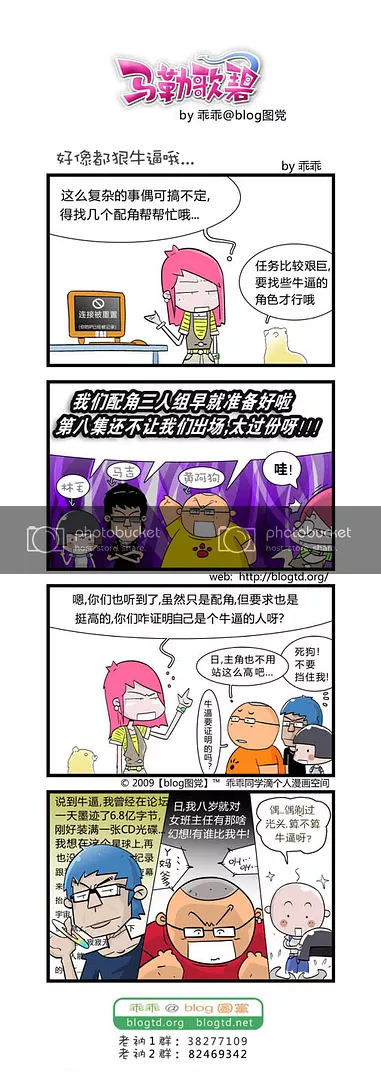 马勒歌碧
by 乖乖@blog图党
好像都狠牛逼哦...
by 乖乖
这么复杂的事偶可搞不定,
得找几个配角帮帮忙哦...
任务比较艰巨,
要找些牛逼的
角色才行哦
连接被重置
我们配角三人组早就准备好啦
第八集还不让我们出场,太过份呀!!!
哇!
林毛
马吉
黄阿狗
photobucket
photobucket
web: http://blogtd.org/
嗯,你们也听到了,虽然只是配角,但要求也是
挺高的,你们咋证明自己是个牛逼的人呀?
日,主角也不用
站这么高吧...
死狗!
不要
挡住我!
牛逼要
证明的吗?
© 2009【blog图党】™ 乖乖同学滴个人漫画空间
说到牛逼,我曾经在论坛
一天墨迹了6.8亿字节,
刚好装满一张CD光碟...
我想在这个星球上,再
日,我八岁就对
女班主任有那啥
幻想!有谁比我牛!
偶..偶剃过
光头,算不算
牛逼呀?
乖乖@blog图党
blogtd.org blogtd.net
老衲1群: 38277109
老衲2群: 82469342